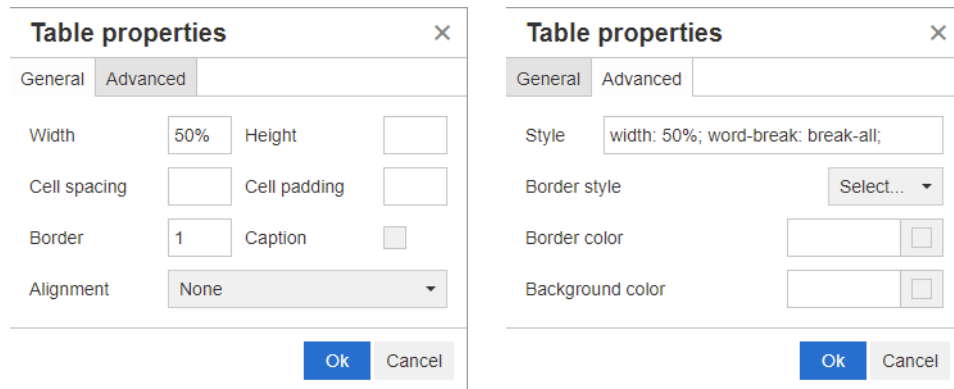 Table properties ×
General Advanced
Width 50% Height
Cell spacing Cell padding
Border 1 Caption
Alignment None
Ok Cancel
Table properties ×
General Advanced
Style width: 50%; word-break: break-all;
Border style Select...
Border color
Background color
Ok Cancel